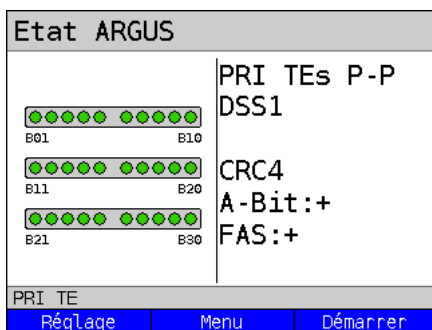 Etat ARGUS
PRI TEs P-P
DSS1
B01 B10
CRC4
B11 B20
A-Bit:+
FAS:+
B21 B30
PRI TE
Réglage Menu Démarrer